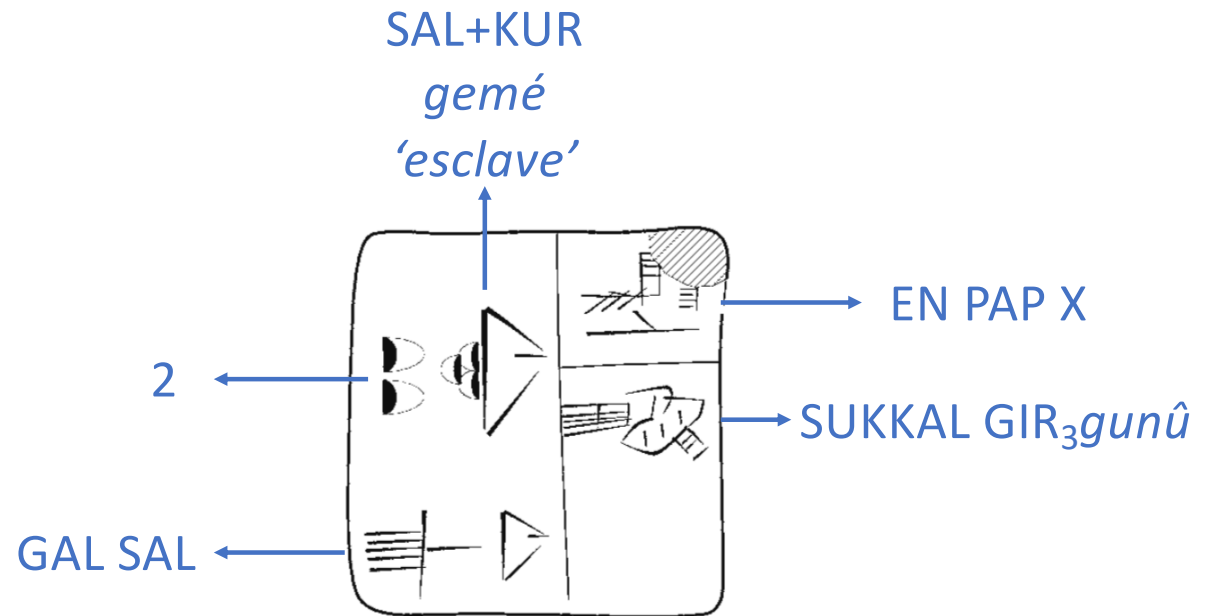 SAL+KUR
gemé
‘esclave’
EN PAP X
2
SUKKAL GIR₃gunû
GAL SAL